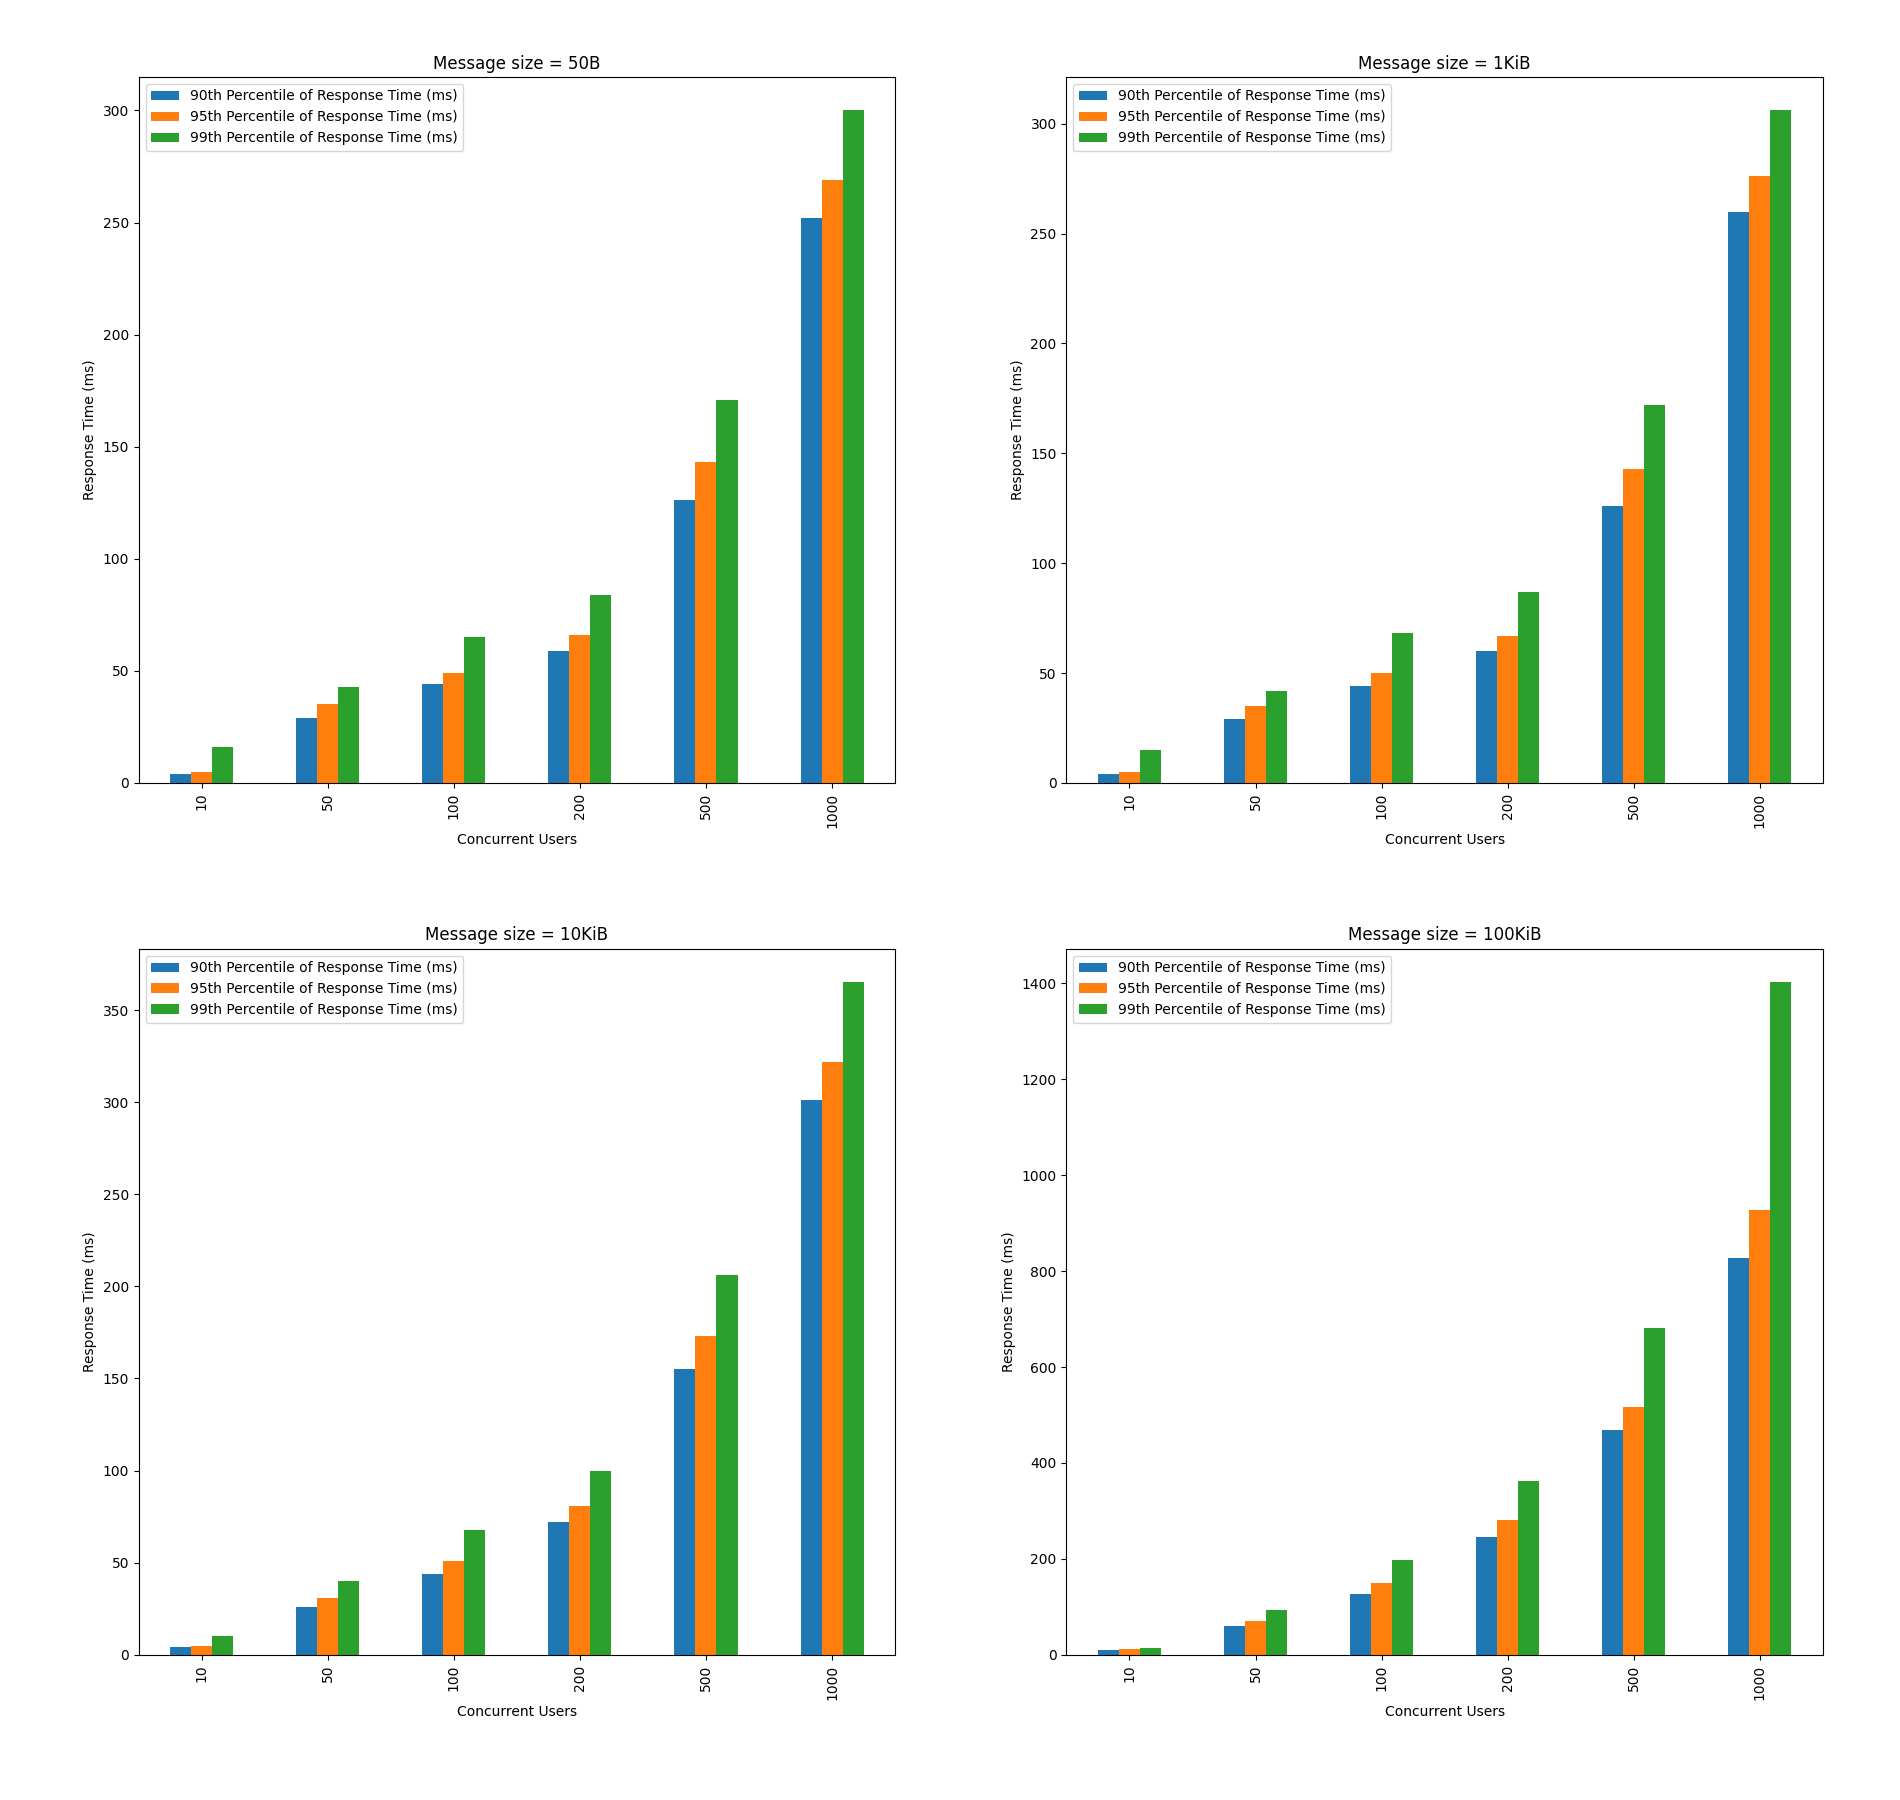 Message size = 50B
90th Percentile of Response Time (ms)
95th Percentile of Response Time (ms)
99th Percentile of Response Time (ms)
300
250
200
150
100
50
0
Response Time (ms)
10 50 100 200 500 1000
Concurrent Users
Message size = 1KiB
90th Percentile of Response Time (ms)
95th Percentile of Response Time (ms)
99th Percentile of Response Time (ms)
300
250
200
150
100
50
0
Response Time (ms)
10 50 100 200 500 1000
Concurrent Users
Message size = 10KiB
90th Percentile of Response Time (ms)
95th Percentile of Response Time (ms)
99th Percentile of Response Time (ms)
350
300
250
200
150
100
50
0
Response Time (ms)
10 50 100 200 500 1000
Concurrent Users
Message size = 100KiB
90th Percentile of Response Time (ms)
95th Percentile of Response Time (ms)
99th Percentile of Response Time (ms)
1400
1200
1000
800
600
400
200
0
Response Time (ms)
10 50 100 200 500 1000
Concurrent Users